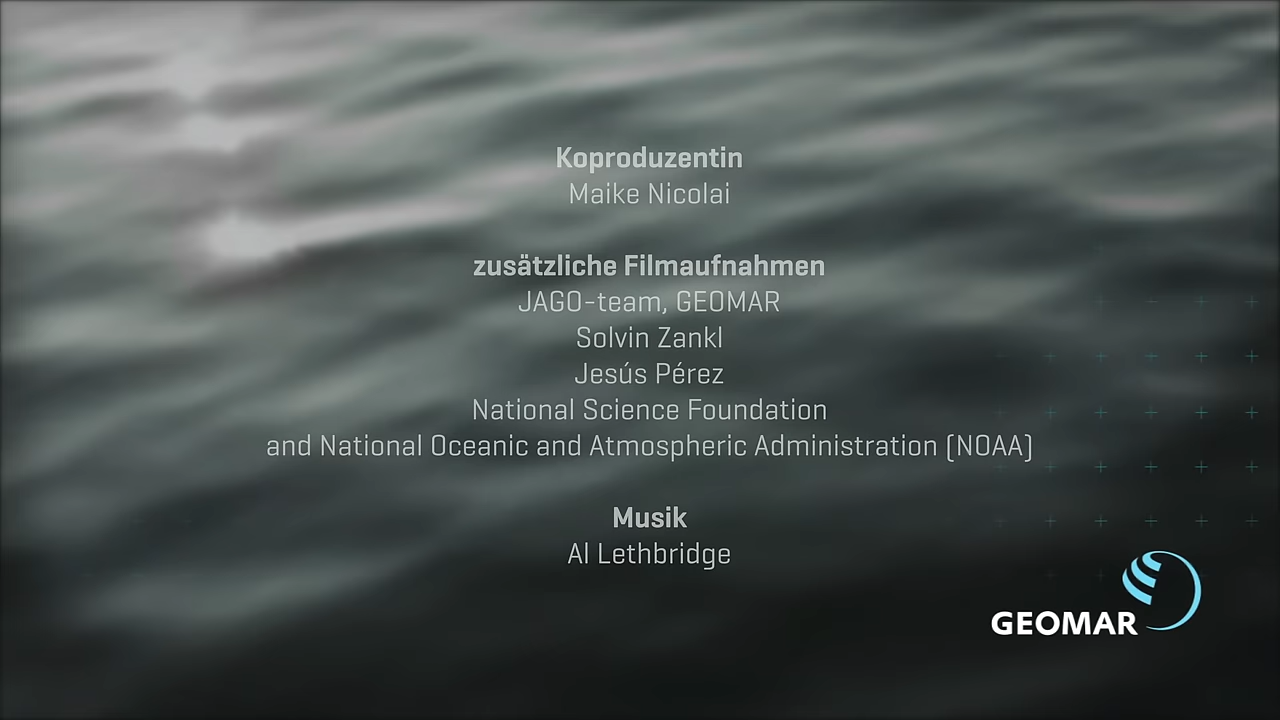 Koproduzentin
Maike Nicolai
zusätzliche Filmaufnahmen
JAGO-team, GEOMAR
Solvin Zankl
Jesús Pérez
National Science Foundation
and National Oceanic and Atmospheric Administration (NOAA)
Musik
Al Lethbridge
GEOMAR